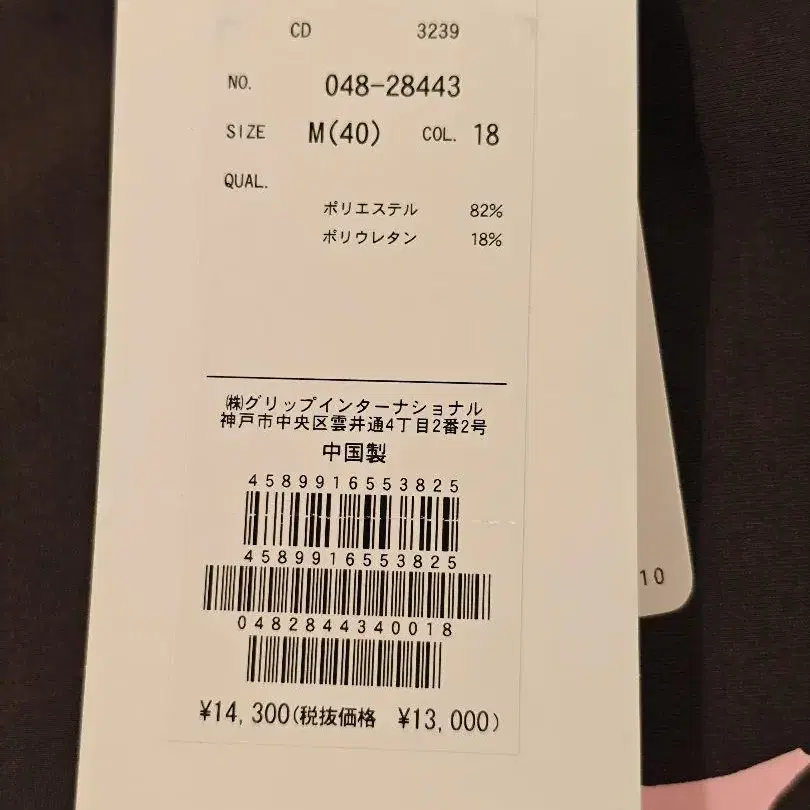 CD 3239
NO. 048-28443
SIZE M(40) COL. 18
QUAL.
ポリエステル 82%
ポリウレタン 18%
㈱グリップインターナショナル
神戸市中央区雲井通4丁目2番2号
中国製
4589916553825
4589916553825
0482844340018
¥14,300(税抜価格 ¥13,000)
10